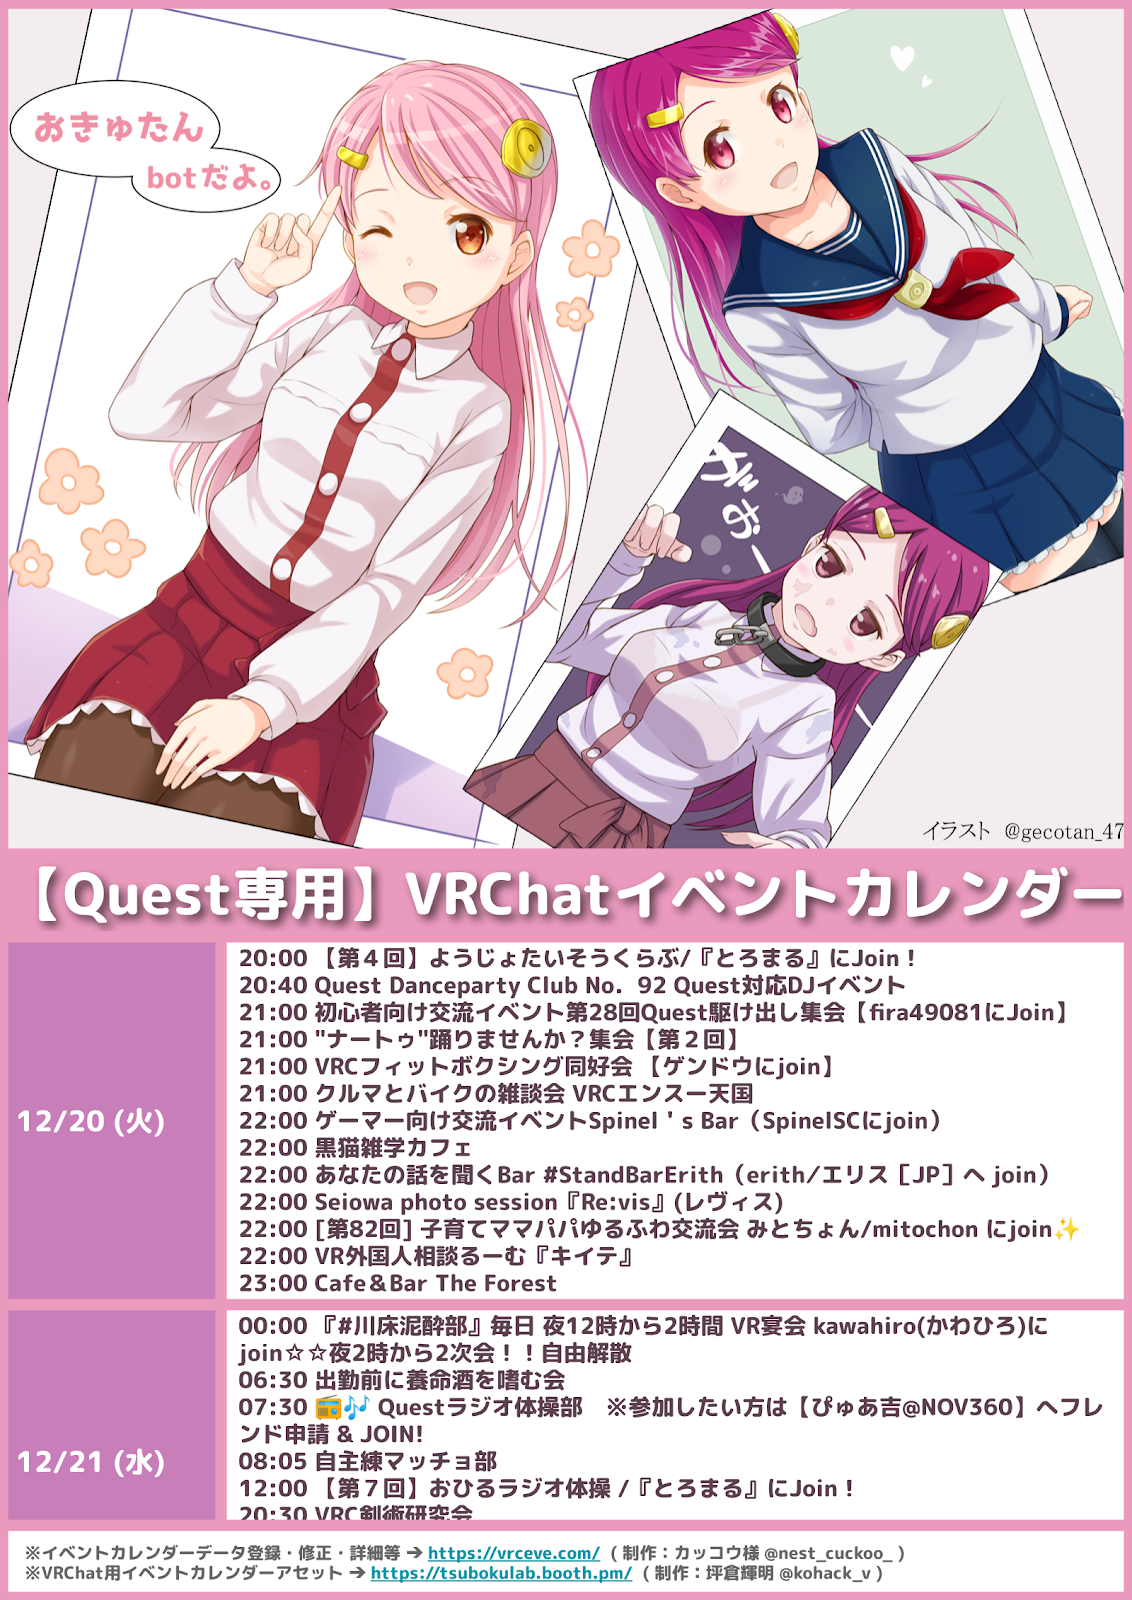 おきゅたん
botだよ。
がおー
イラスト @gecotan_47
【Quest専用】VRChatイベントカレンダー
12/20 (火)
20:00 【第４回】ようじょたいそうくらぶ/『とろまる』にJoin！
20:40 Quest Danceparty Club No．92 Quest対応DJイベント
21:00 初心者向け交流イベント第28回Quest駆け出し集会【fira49081にJoin】
21:00 "ナートゥ"踊りませんか？集会【第２回】
21:00 VRCフィットボクシング同好会 【ゲンドウにjoin】
21:00 クルマとバイクの雑談会 VRCエンスー天国
22:00 ゲーマー向け交流イベントSpinel＇s Bar（SpinelSCにjoin）
22:00 黒猫雑学カフェ
22:00 あなたの話を聞くBar #StandBarErith（erith/エリス［JP］へ join）
22:00 Seiowa photo session『Re:vis』(レヴィス)
22:00 [第82回] 子育てママパパゆるふわ交流会 みとちょん/mitochon にjoin✨
22:00 VR外国人相談るーむ『キイテ』
23:00 Cafe＆Bar The Forest
12/21 (水)
00:00 『#川床泥酔部』毎日 夜12時から2時間 VR宴会 kawahiro(かわひろ)に
join☆☆夜2時から2次会！！自由解散
06:30 出勤前に養命酒を嗜む会
07:30 📻🎶 Questラジオ体操部　※参加したい方は【ぴゅあ吉@NOV360】へフレ
ンド申請 & JOIN!
08:05 自主練マッチョ部
12:00 【第７回】おひるラジオ体操 /『とろまる』にJoin！
20:30 VRC剣術研究会
※イベントカレンダーデータ登録・修正・詳細等 ➔ https://vrceve.com/ ( 制作：カッコウ様 @nest_cuckoo_ )
※VRChat用イベントカレンダーアセット ➔ https://tsubokulab.booth.pm/ ( 制作：坪倉輝明 @kohack_v )